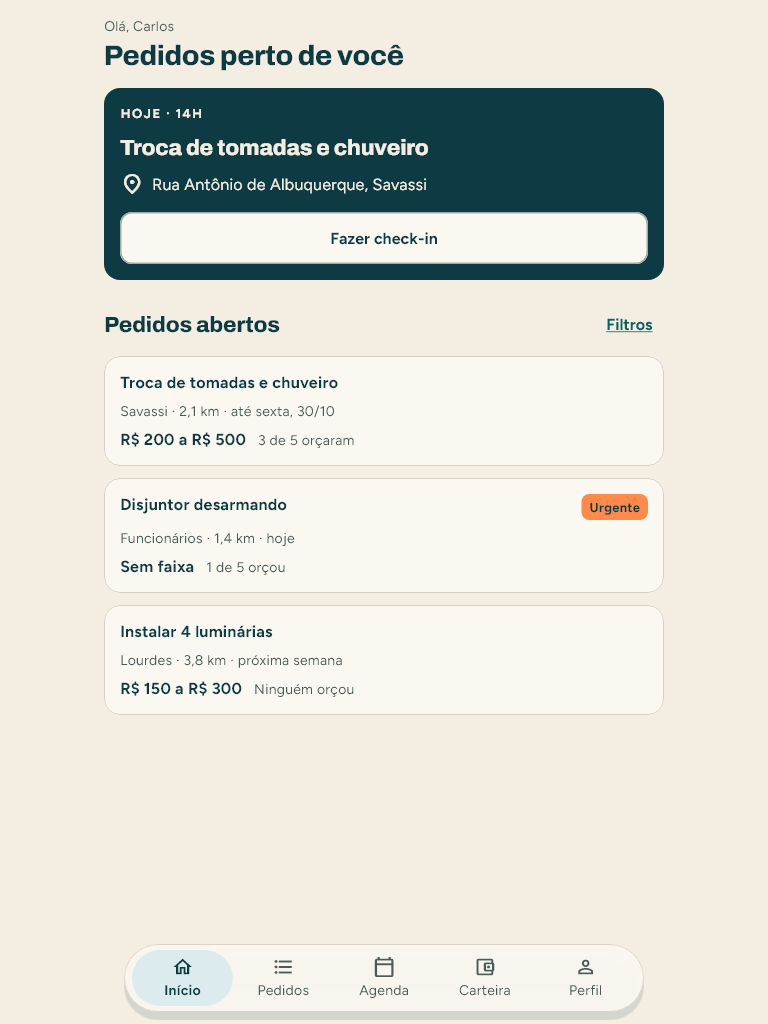 Olá, Carlos
Pedidos perto de você
HOJE · 14H
Troca de tomadas e chuveiro
Rua Antônio de Albuquerque, Savassi
Fazer check-in
Pedidos abertos
Filtros
Troca de tomadas e chuveiro
Savassi · 2,1 km · até sexta, 30/10
R$ 200 a R$ 500 3 de 5 orçaram
Disjuntor desarmando
Urgente
Funcionários · 1,4 km · hoje
Sem faixa 1 de 5 orçou
Instalar 4 luminárias
Lourdes · 3,8 km · próxima semana
R$ 150 a R$ 300 Ninguém orçou
Início Pedidos Agenda Carteira Perfil